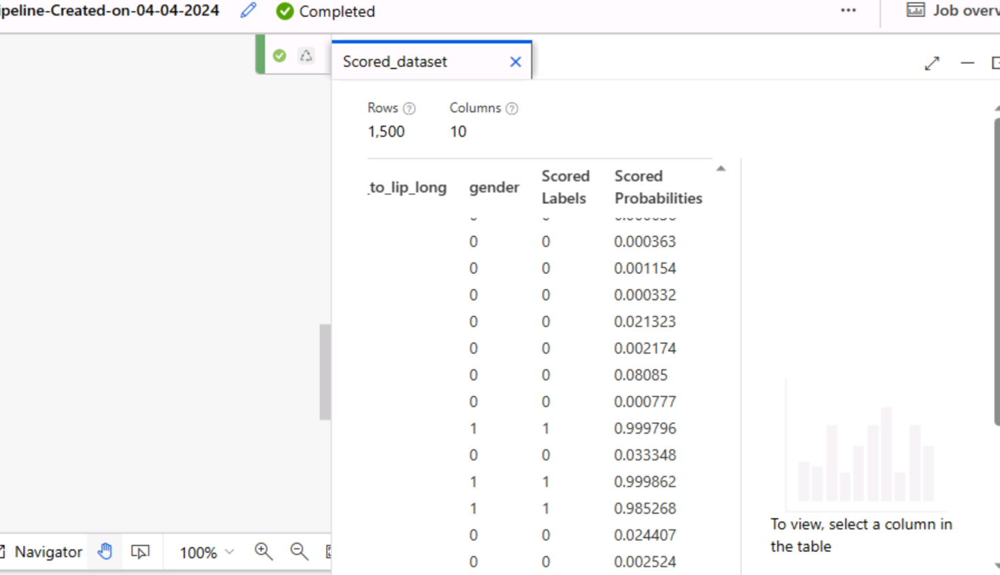 ipeline-Created-on-04-04-2024 Completed ... Job overv
Scored_dataset
Rows Columns
1,500 10
_to_lip_long gender Scored Labels Scored Probabilities
0 0 0.000363
0 0 0.001154
0 0 0.000332
0 0 0.021323
0 0 0.002174
0 0 0.08085
0 0 0.000777
1 1 0.999796
0 0 0.033348
1 1 0.999862
1 1 0.985268
0 0 0.024407
0 0 0.002524
To view, select a column in
the table
Navigator 100%